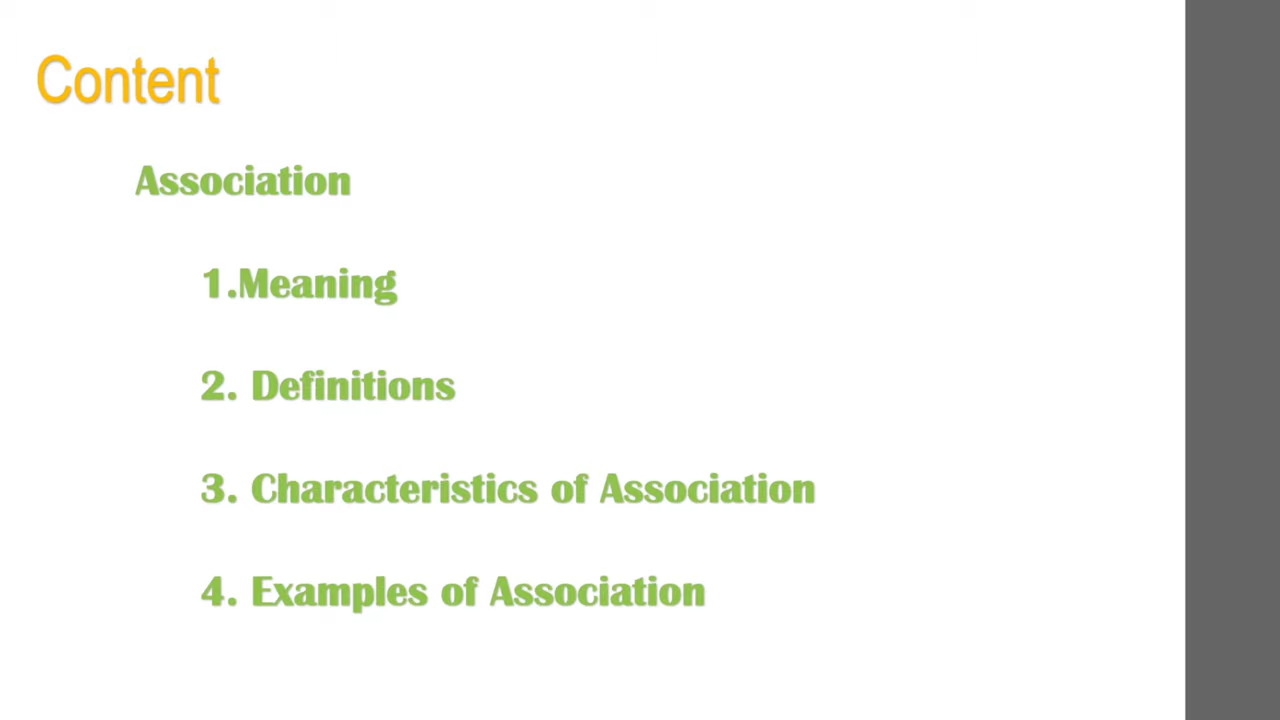 Content
Association
1.Meaning
2. Definitions
3. Characteristics of Association
4. Examples of Association